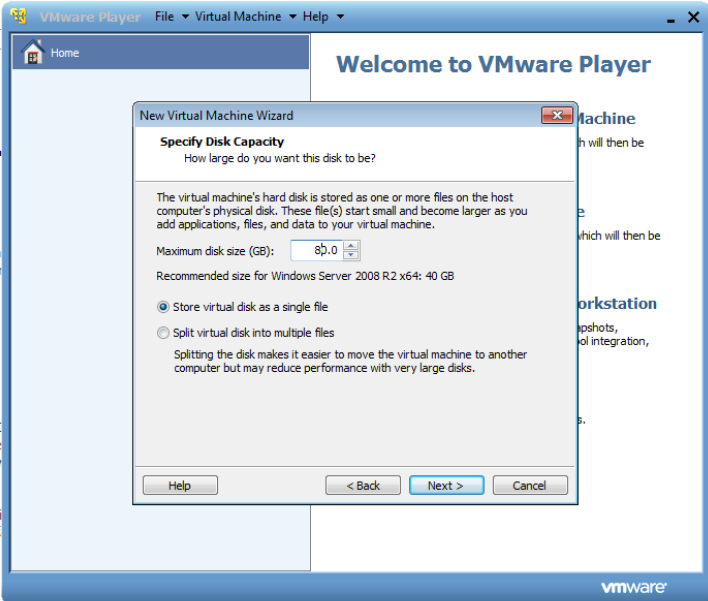 VMware Player File Virtual Machine Help
Home
Welcome to VMware Player
New Virtual Machine Wizard
Machine
Specify Disk Capacity
How large do you want this disk to be?
h will then be
The virtual machine's hard disk is stored as one or more files on the host
computer's physical disk. These file(s) start small and become larger as you
add applications, files, and data to your virtual machine.
e
which will then be
Maximum disk size (GB): 80.0
Recommended size for Windows Server 2008 R2 x64: 40 GB
Store virtual disk as a single file
orkstation
Split virtual disk into multiple files
apshots,
ol integration,
Splitting the disk makes it easier to move the virtual machine to another
computer but may reduce performance with very large disks.
s.
Help < Back Next > Cancel
vmware